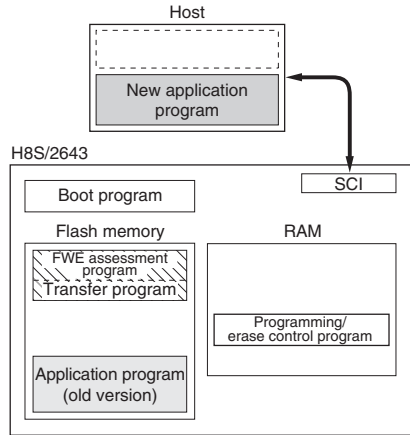 Host
New application
program
H8S/2643
SCI
Boot program
Flash memory
RAM
FWE assessment
program
Transfer program
Programming/
erase control program
Application program
(old version)